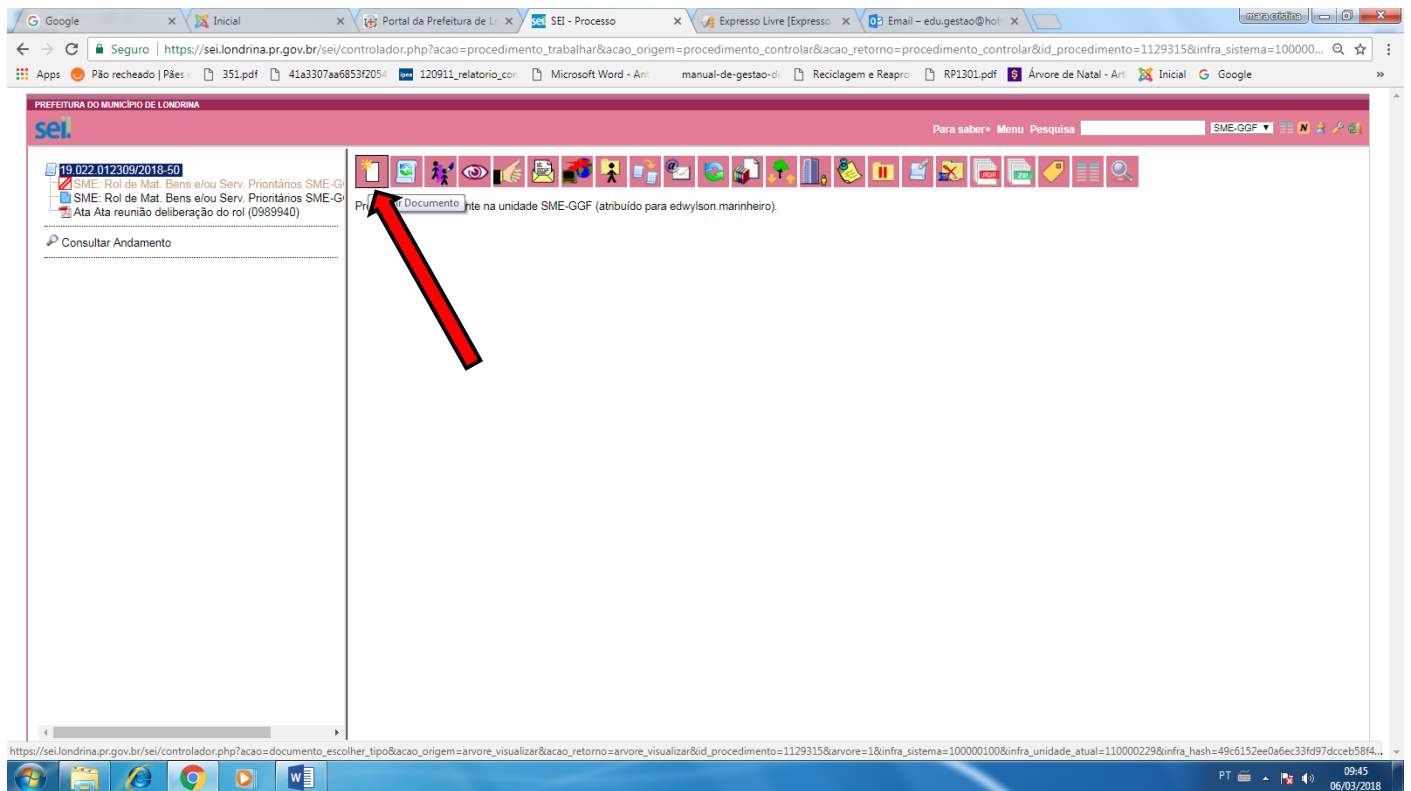 Google
Inicial
Portal da Prefeitura de Lo
SEI - Processo
Expresso Livre [Expresso
Email – edu.gestao@hotm
mara cristina
Seguro | https://sei.londrina.pr.gov.br/sei/controlador.php?acao=procedimento_trabalhar&acao_origem=procedimento_controlar&acao_retorno=procedimento_controlar&id_procedimento=1129315&infra_sistema=100000...
Apps
Pão recheado | Pães
351.pdf
41a3307aa6853f2054
120911_relatorio_con
Microsoft Word - Ant
manual-de-gestao-de
Reciclagem e Reapro
RP1301.pdf
Árvore de Natal - Art
Inicial
Google
»
PREFEITURA DO MUNICÍPIO DE LONDRINA
sei.
Para saber+ Menu Pesquisa
SME-GGF
19.022.012309/2018-50
SME: Rol de Mat. Bens e/ou Serv. Prioritários SME-G
SME: Rol de Mat. Bens e/ou Serv. Prioritários SME-G
Ata Ata reunião deliberação do rol (0989940)
Consultar Andamento
Documento
na unidade SME-GGF (atribuído para edwylson.marinheiro).
https://sei.londrina.pr.gov.br/sei/controlador.php?acao=documento_escolher_tipo&acao_origem=arvore_visualizar&acao_retorno=arvore_visualizar&id_procedimento=1129315&arvore=1&infra_sistema=100000100&infra_unidade_atual=110000229&infra_hash=49c6152ee0a6ec33fd97dcceb58f4...
PT
09:45
06/03/2018